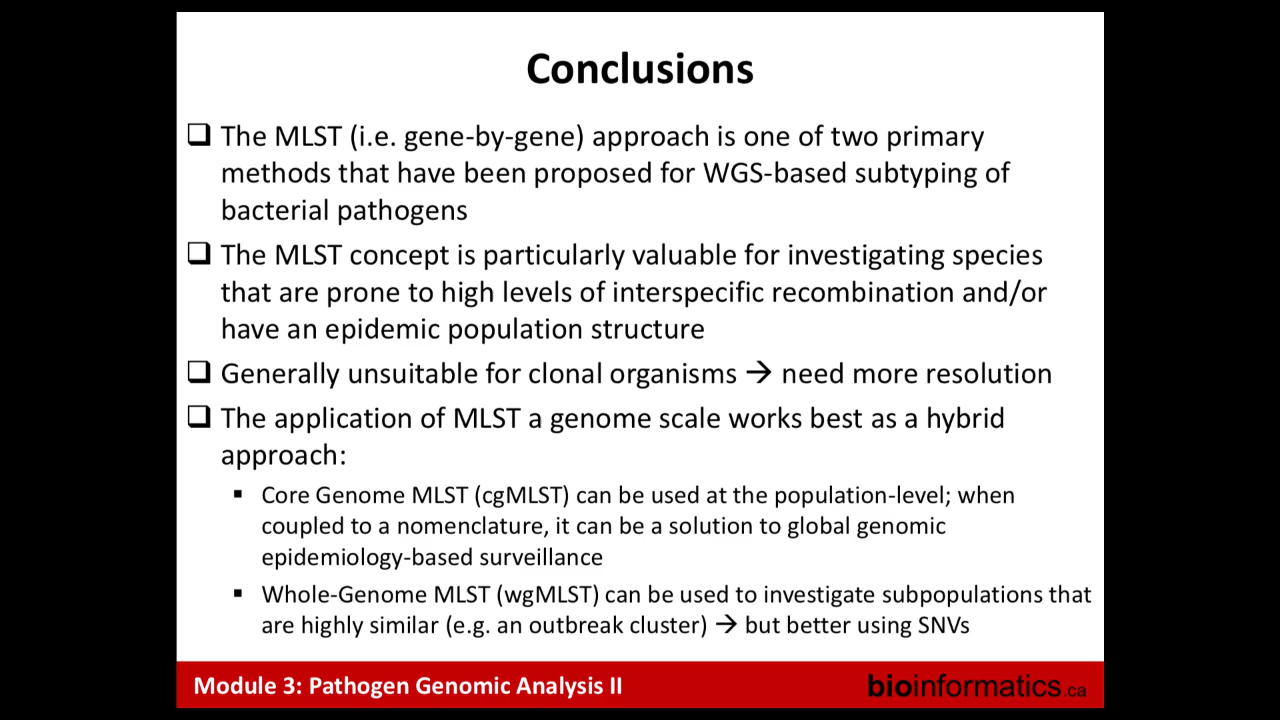 Conclusions
❑ The MLST (i.e. gene-by-gene) approach is one of two primary
methods that have been proposed for WGS-based subtyping of
bacterial pathogens
❑ The MLST concept is particularly valuable for investigating species
that are prone to high levels of interspecific recombination and/or
have an epidemic population structure
❑ Generally unsuitable for clonal organisms → need more resolution
❑ The application of MLST a genome scale works best as a hybrid
approach:
▪ Core Genome MLST (cgMLST) can be used at the population-level; when
coupled to a nomenclature, it can be a solution to global genomic
epidemiology-based surveillance
▪ Whole-Genome MLST (wgMLST) can be used to investigate subpopulations that
are highly similar (e.g. an outbreak cluster) → but better using SNVs
Module 3: Pathogen Genomic Analysis II
bioinformatics.ca